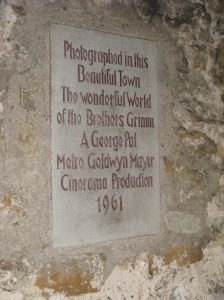 Photographed in this
Beautiful Town
The wonderful World
of the Brothers Grimm
A George Pal
Metro Goldwyn Mayer
Cinerama Production
1961